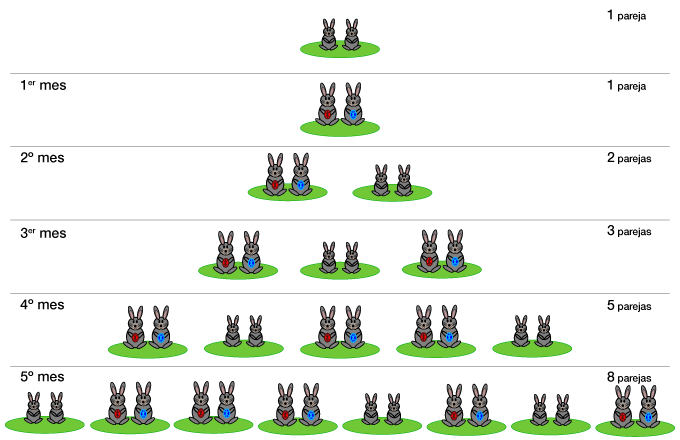 1 pareja
1er mes
1 pareja
2º mes
2 parejas
3er mes
3 parejas
4º mes
5 parejas
5º mes
8 parejas